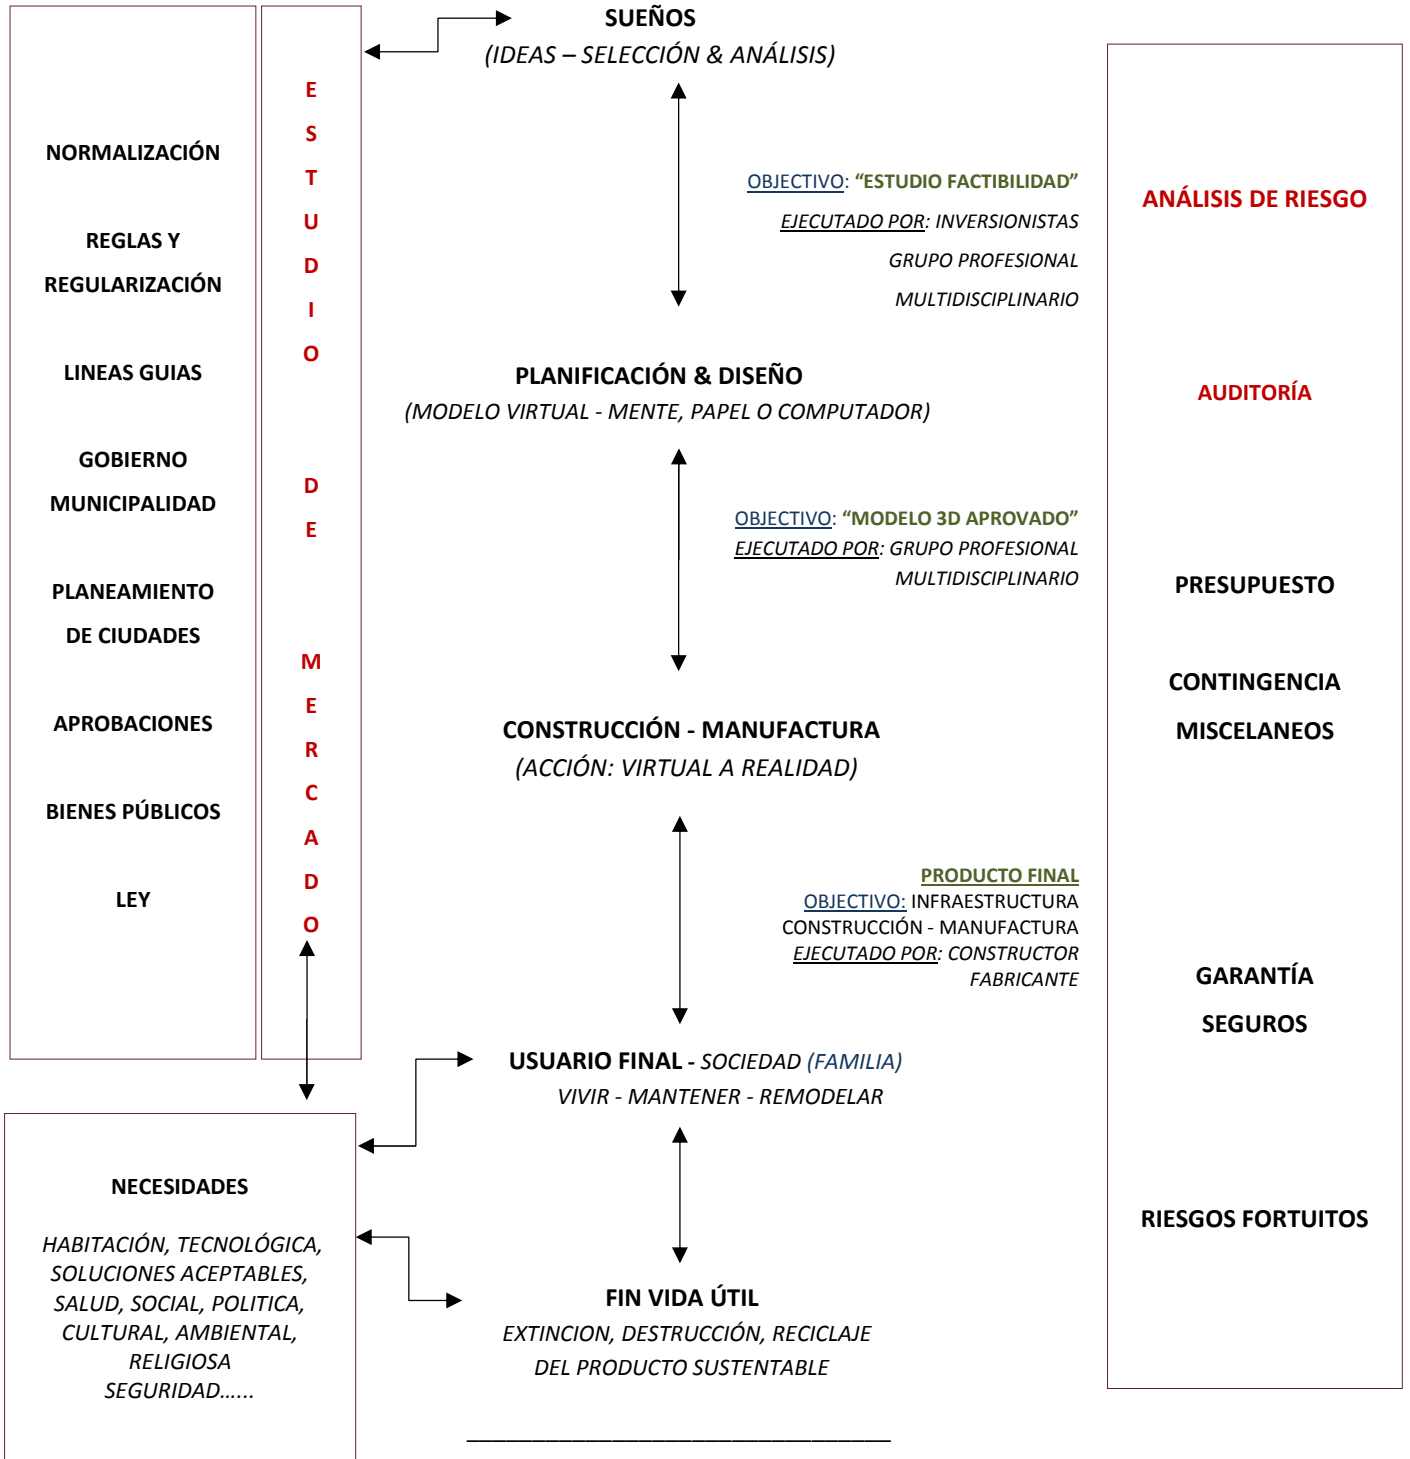 SUEÑOS
(IDEAS – SELECCIÓN & ANÁLISIS)
NORMALIZACIÓN
REGLAS Y
REGULARIZACIÓN
LINEAS GUIAS
GOBIERNO
MUNICIPALIDAD
PLANEAMIENTO
DE CIUDADES
APROBACIONES
BIENES PÚBLICOS
LEY
E
S
T
U
D
I
O
D
E
M
E
R
C
A
D
O
OBJECTIVO: “ESTUDIO FACTIBILIDAD”
EJECUTADO POR: INVERSIONISTAS
GRUPO PROFESIONAL
MULTIDISCIPLINARIO
PLANIFICACIÓN & DISEÑO
(MODELO VIRTUAL - MENTE, PAPEL O COMPUTADOR)
OBJECTIVO: “MODELO 3D APROVADO”
EJECUTADO POR: GRUPO PROFESIONAL
MULTIDISCIPLINARIO
CONSTRUCCIÓN - MANUFACTURA
(ACCIÓN: VIRTUAL A REALIDAD)
PRODUCTO FINAL
OBJECTIVO: INFRAESTRUCTURA
CONSTRUCCIÓN - MANUFACTURA
EJECUTADO POR: CONSTRUCTOR
FABRICANTE
USUARIO FINAL - SOCIEDAD (FAMILIA)
VIVIR - MANTENER - REMODELAR
FIN VIDA ÚTIL
EXTINCION, DESTRUCCIÓN, RECICLAJE
DEL PRODUCTO SUSTENTABLE
NECESIDADES
HABITACIÓN, TECNOLÓGICA,
SOLUCIONES ACEPTABLES,
SALUD, SOCIAL, POLITICA,
CULTURAL, AMBIENTAL,
RELIGIOSA
SEGURIDAD…...
ANÁLISIS DE RIESGO
AUDITORÍA
PRESUPUESTO
CONTINGENCIA
MISCELANEOS
GARANTÍA
SEGUROS
RIESGOS FORTUITOS